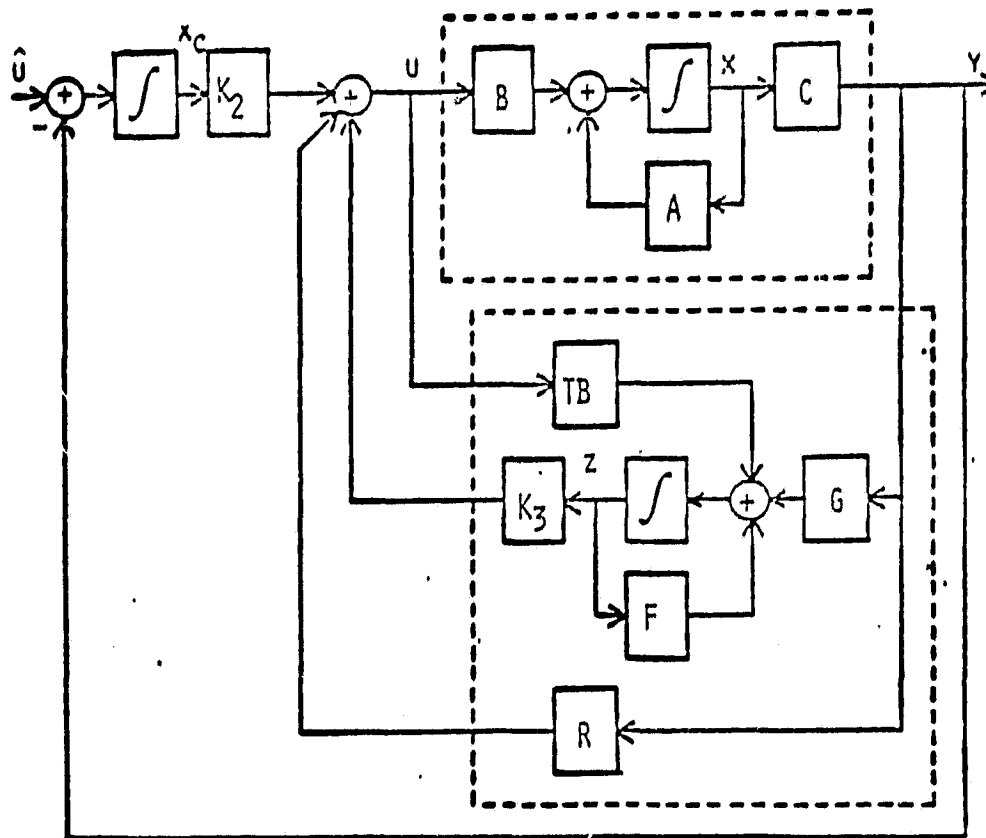 Û
+
-
∫
x_c
K_2
+
U
B
+
∫
X
C
Y
A
TB
K_3
Z
∫
+
G
F
R